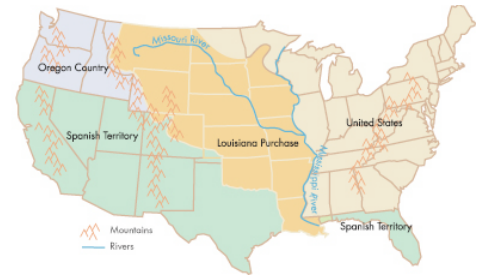 Missouri River
Oregon Country
United States
Spanish Territory
Louisiana Purchase
Mississippi River
Spanish Territory
Mountains
Rivers